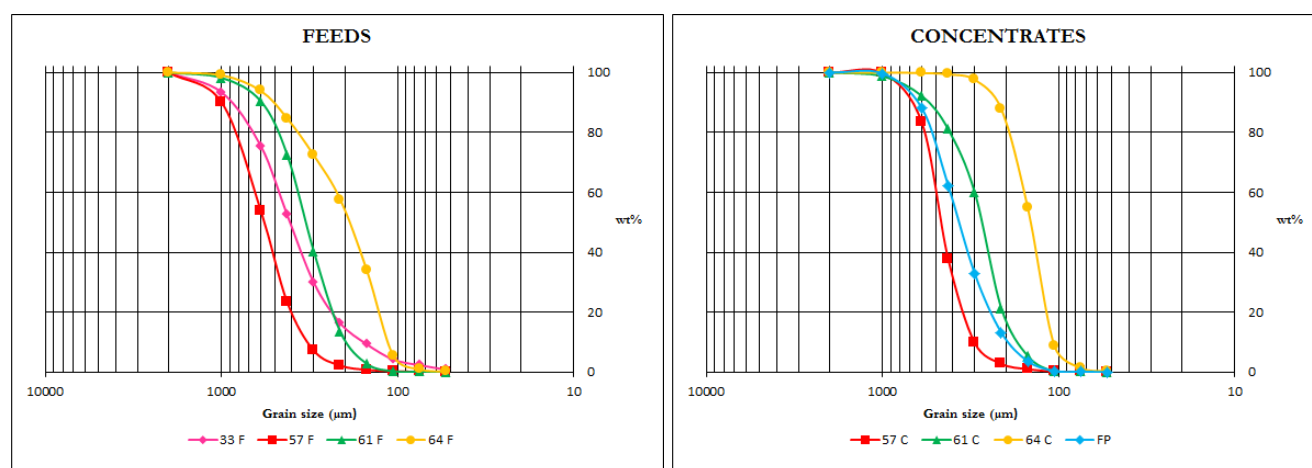 FEEDS
100
80
60
wt%
40
20
0
10000 1000 100 10
Grain size (µm)
33 F 57 F 61 F 64 F
CONCENTRATES
100
80
60
wt%
40
20
0
10000 1000 100 10
Grain size (µm)
57 C 61 C 64 C FP